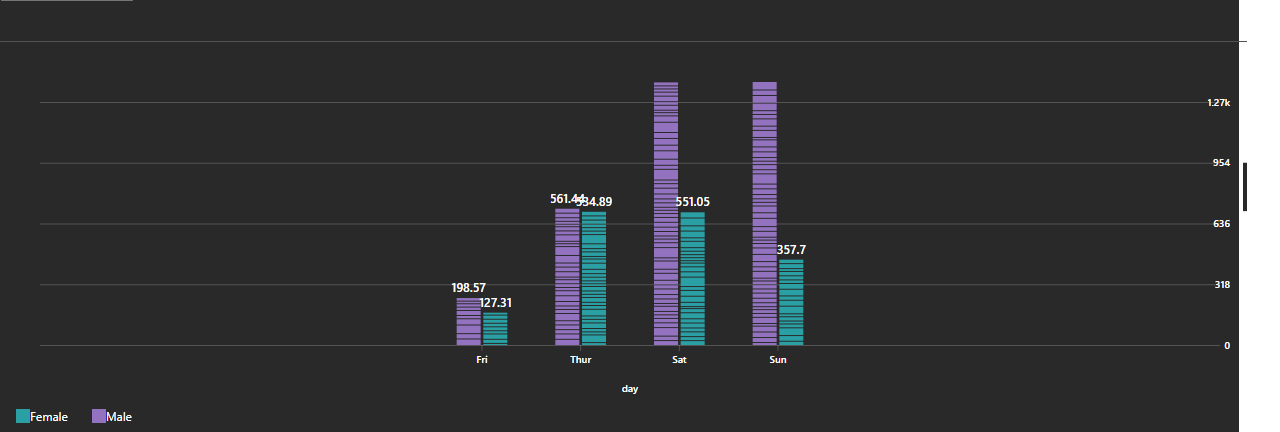 1.27k
954
561.44
534.89
551.05
636
357.7
198.57
127.31
318
0
Fri Thur Sat Sun
day
Female Male